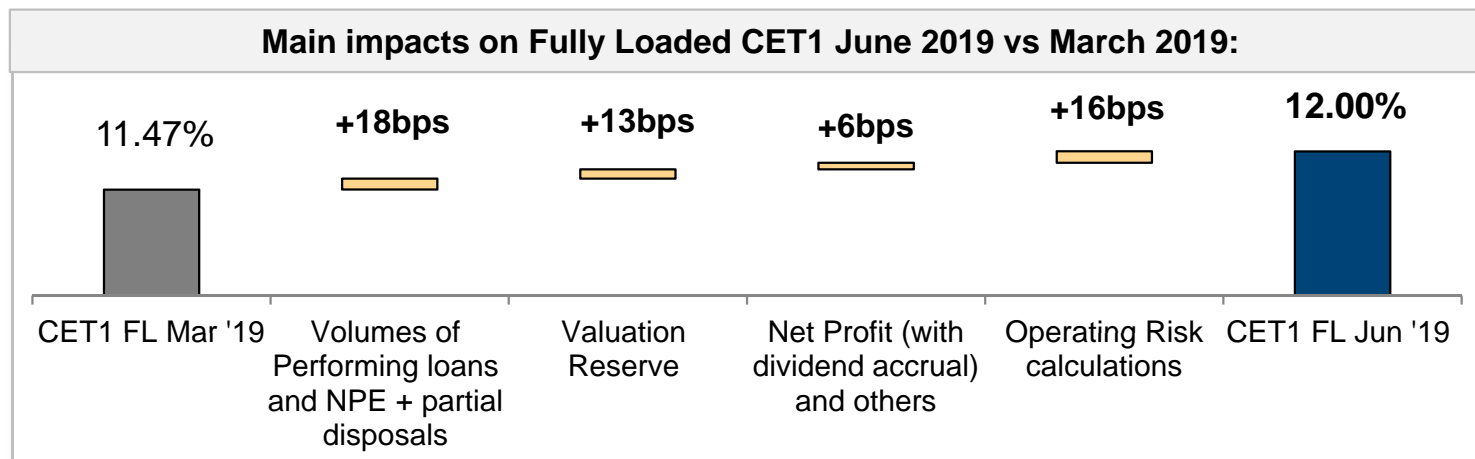 Main impacts on Fully Loaded CET1 June 2019 vs March 2019:
11.47%
+18bps
+13bps
+6bps
+16bps
12.00%
CET1 FL Mar '19
Volumes of
Performing loans
and NPE + partial
disposals
Valuation
Reserve
Net Profit (with
dividend accrual)
and others
Operating Risk
calculations
CET1 FL Jun '19